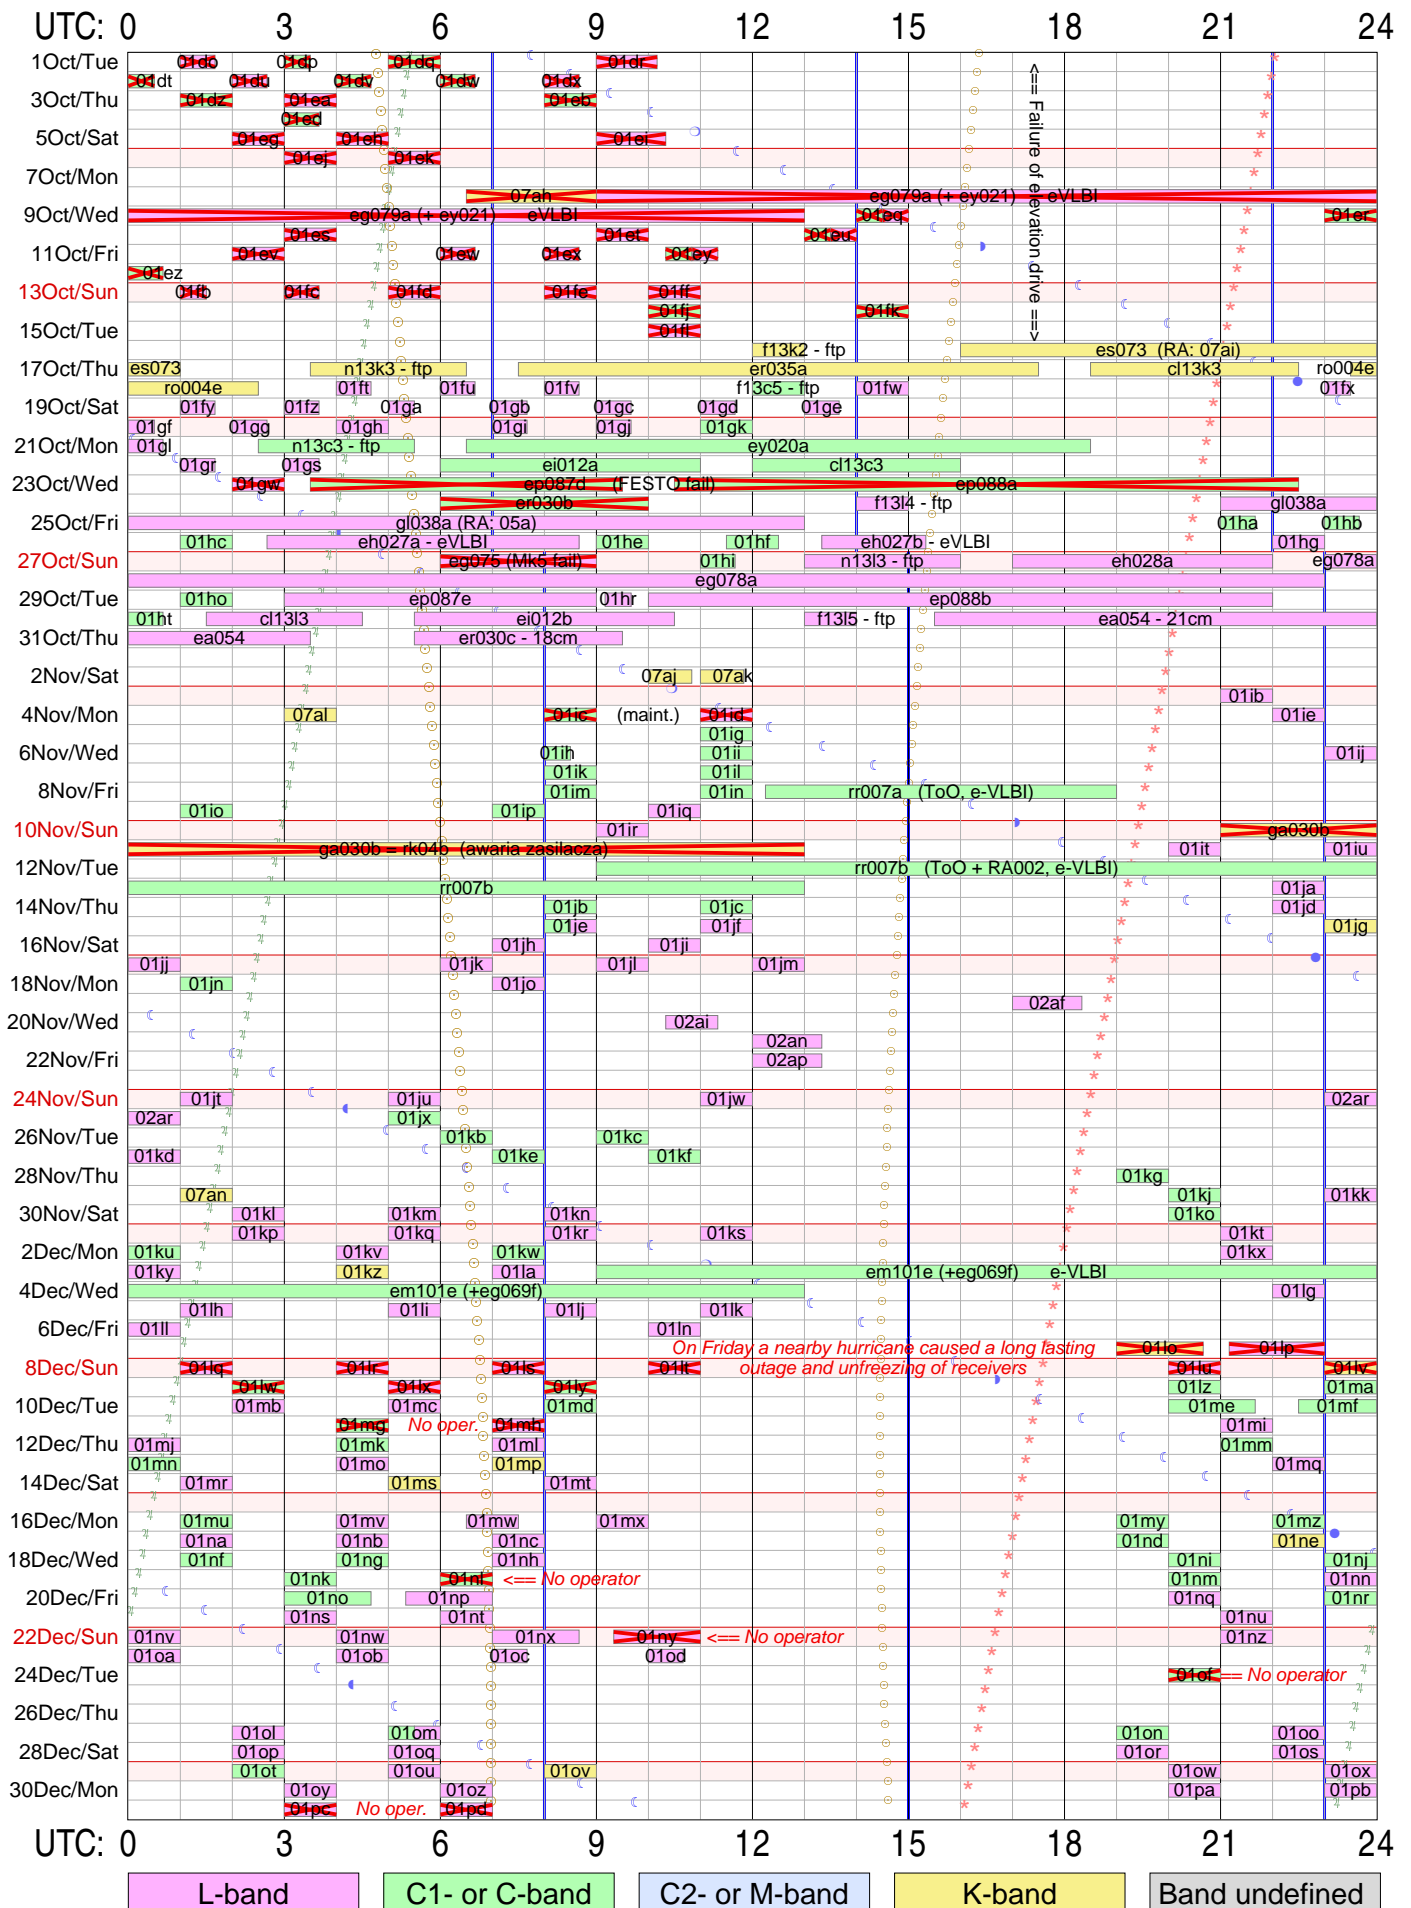 UTC: 0 3 6 9 12 15 18 21 24
1Oct/Tue 01do 01dp 01dq 01dr
01dt 01du 01dv 01dw 01dx
3Oct/Thu 01dz 01ea 01eb
01ed
5Oct/Sat 01eg 01eh 01ei
01ej 01ek
7Oct/Mon
07ah eg079a (+ ey021) - eVLBI
9Oct/Wed eg079a (+ ey021) - eVLBI 01eq 01er
01es 01et 01eu
11Oct/Fri 01ev 01ew 01ex 01ey
01ez
13Oct/Sun 01fb 01fc 01fd 01fe 01ff
01fj 01fk
15Oct/Tue 01fl
<== Failure of elevation drive ==>
f13k2 - ftp es073 (RA: 07ai)
17Oct/Thu es073 n13k3 - ftp er035a cl13k3 ro004e
ro004e 01ft 01fu 01fv f13c5 - ftp 01fw 01fx
19Oct/Sat 01fy 01fz 01ga 01gb 01gc 01gd 01ge
01gf 01gg 01gh 01gi 01gj 01gk
21Oct/Mon 01gl n13c3 - ftp ey020a
01gr 01gs ei012a cl13c3
23Oct/Wed 01gw ep087d (FESTO fail) ep088a
er030b f13l4 - ftp gl038a
25Oct/Fri gl038a (RA: 05a) 01ha 01hb
01hc eh027a - eVLBI 01he 01hf eh027b - eVLBI 01hg
27Oct/Sun eg075 (Mk5 fail) 01hi n13l3 - ftp eh028a eg078a
eg078a
29Oct/Tue 01ho ep087e 01hr ep088b
01ht cl13l3 ei012b f13l5 - ftp ea054 - 21cm
31Oct/Thu ea054 er030c - 18cm
2Nov/Sat 07aj 07ak
01ib
4Nov/Mon 07al 01ic (maint.) 01id 01ie
01ig
6Nov/Wed 01ih 01ii 01ij
01ik 01il
8Nov/Fri 01im 01in rr007a (ToO, e-VLBI)
01io 01ip 01iq
10Nov/Sun 01ir ga030b
ga030b = rk04b (awaria zasilacza) 01it 01iu
12Nov/Tue rr007b (ToO + RA002, e-VLBI)
rr007b 01ja
14Nov/Thu 01jb 01jc 01jd
01je 01jf 01jg
16Nov/Sat 01jh 01ji
01jj 01jk 01jl 01jm
18Nov/Mon 01jn 01jo
02af
20Nov/Wed 02ai
02an
22Nov/Fri 02ap
24Nov/Sun 01jt 01ju 01jw 02ar
02ar 01jx
26Nov/Tue 01kb 01kc
01kd 01ke 01kf
28Nov/Thu 01kg
07an 01kj 01kk
30Nov/Sat 01kl 01km 01kn 01ko
01kp 01kq 01kr 01ks 01kt
2Dec/Mon 01ku 01kv 01kw 01kx
01ky 01kz 01la em101e (+eg069f) e-VLBI
4Dec/Wed em101e (+eg069f) 01lg
01lh 01li 01lj 01lk
6Dec/Fri 01ll 01ln
On Friday a nearby hurricane caused a long lasting 01lo 01lp
8Dec/Sun 01lq 01lr 01ls 01lt outage and unfreezing of receivers 01lu 01lv
01lw 01lx 01ly 01lz 01ma
10Dec/Tue 01mb 01mc 01md 01me 01mf
01mg No oper. 01mh 01mi
12Dec/Thu 01mj 01mk 01ml 01mm
01mn 01mo 01mp 01mq
14Dec/Sat 01mr 01ms 01mt
16Dec/Mon 01mu 01mv 01mw 01mx 01my 01mz
01na 01nb 01nc 01nd 01ne
18Dec/Wed 01nf 01ng 01nh 01ni 01nj
01nk 01nl <== No operator 01nm 01nn
20Dec/Fri 01no 01np 01nq 01nr
01ns 01nt 01nu
22Dec/Sun 01nv 01nw 01nx 01ny <== No operator 01nz
01oa 01ob 01oc 01od
24Dec/Tue 01of == No operator
26Dec/Thu
01ol 01om 01on 01oo
28Dec/Sat 01op 01oq 01or 01os
01ot 01ou 01ov 01ow 01ox
30Dec/Mon 01oy 01oz 01pa 01pb
01pc No oper. 01pd
UTC: 0 3 6 9 12 15 18 21 24
L-band C1- or C-band C2- or M-band K-band Band undefined